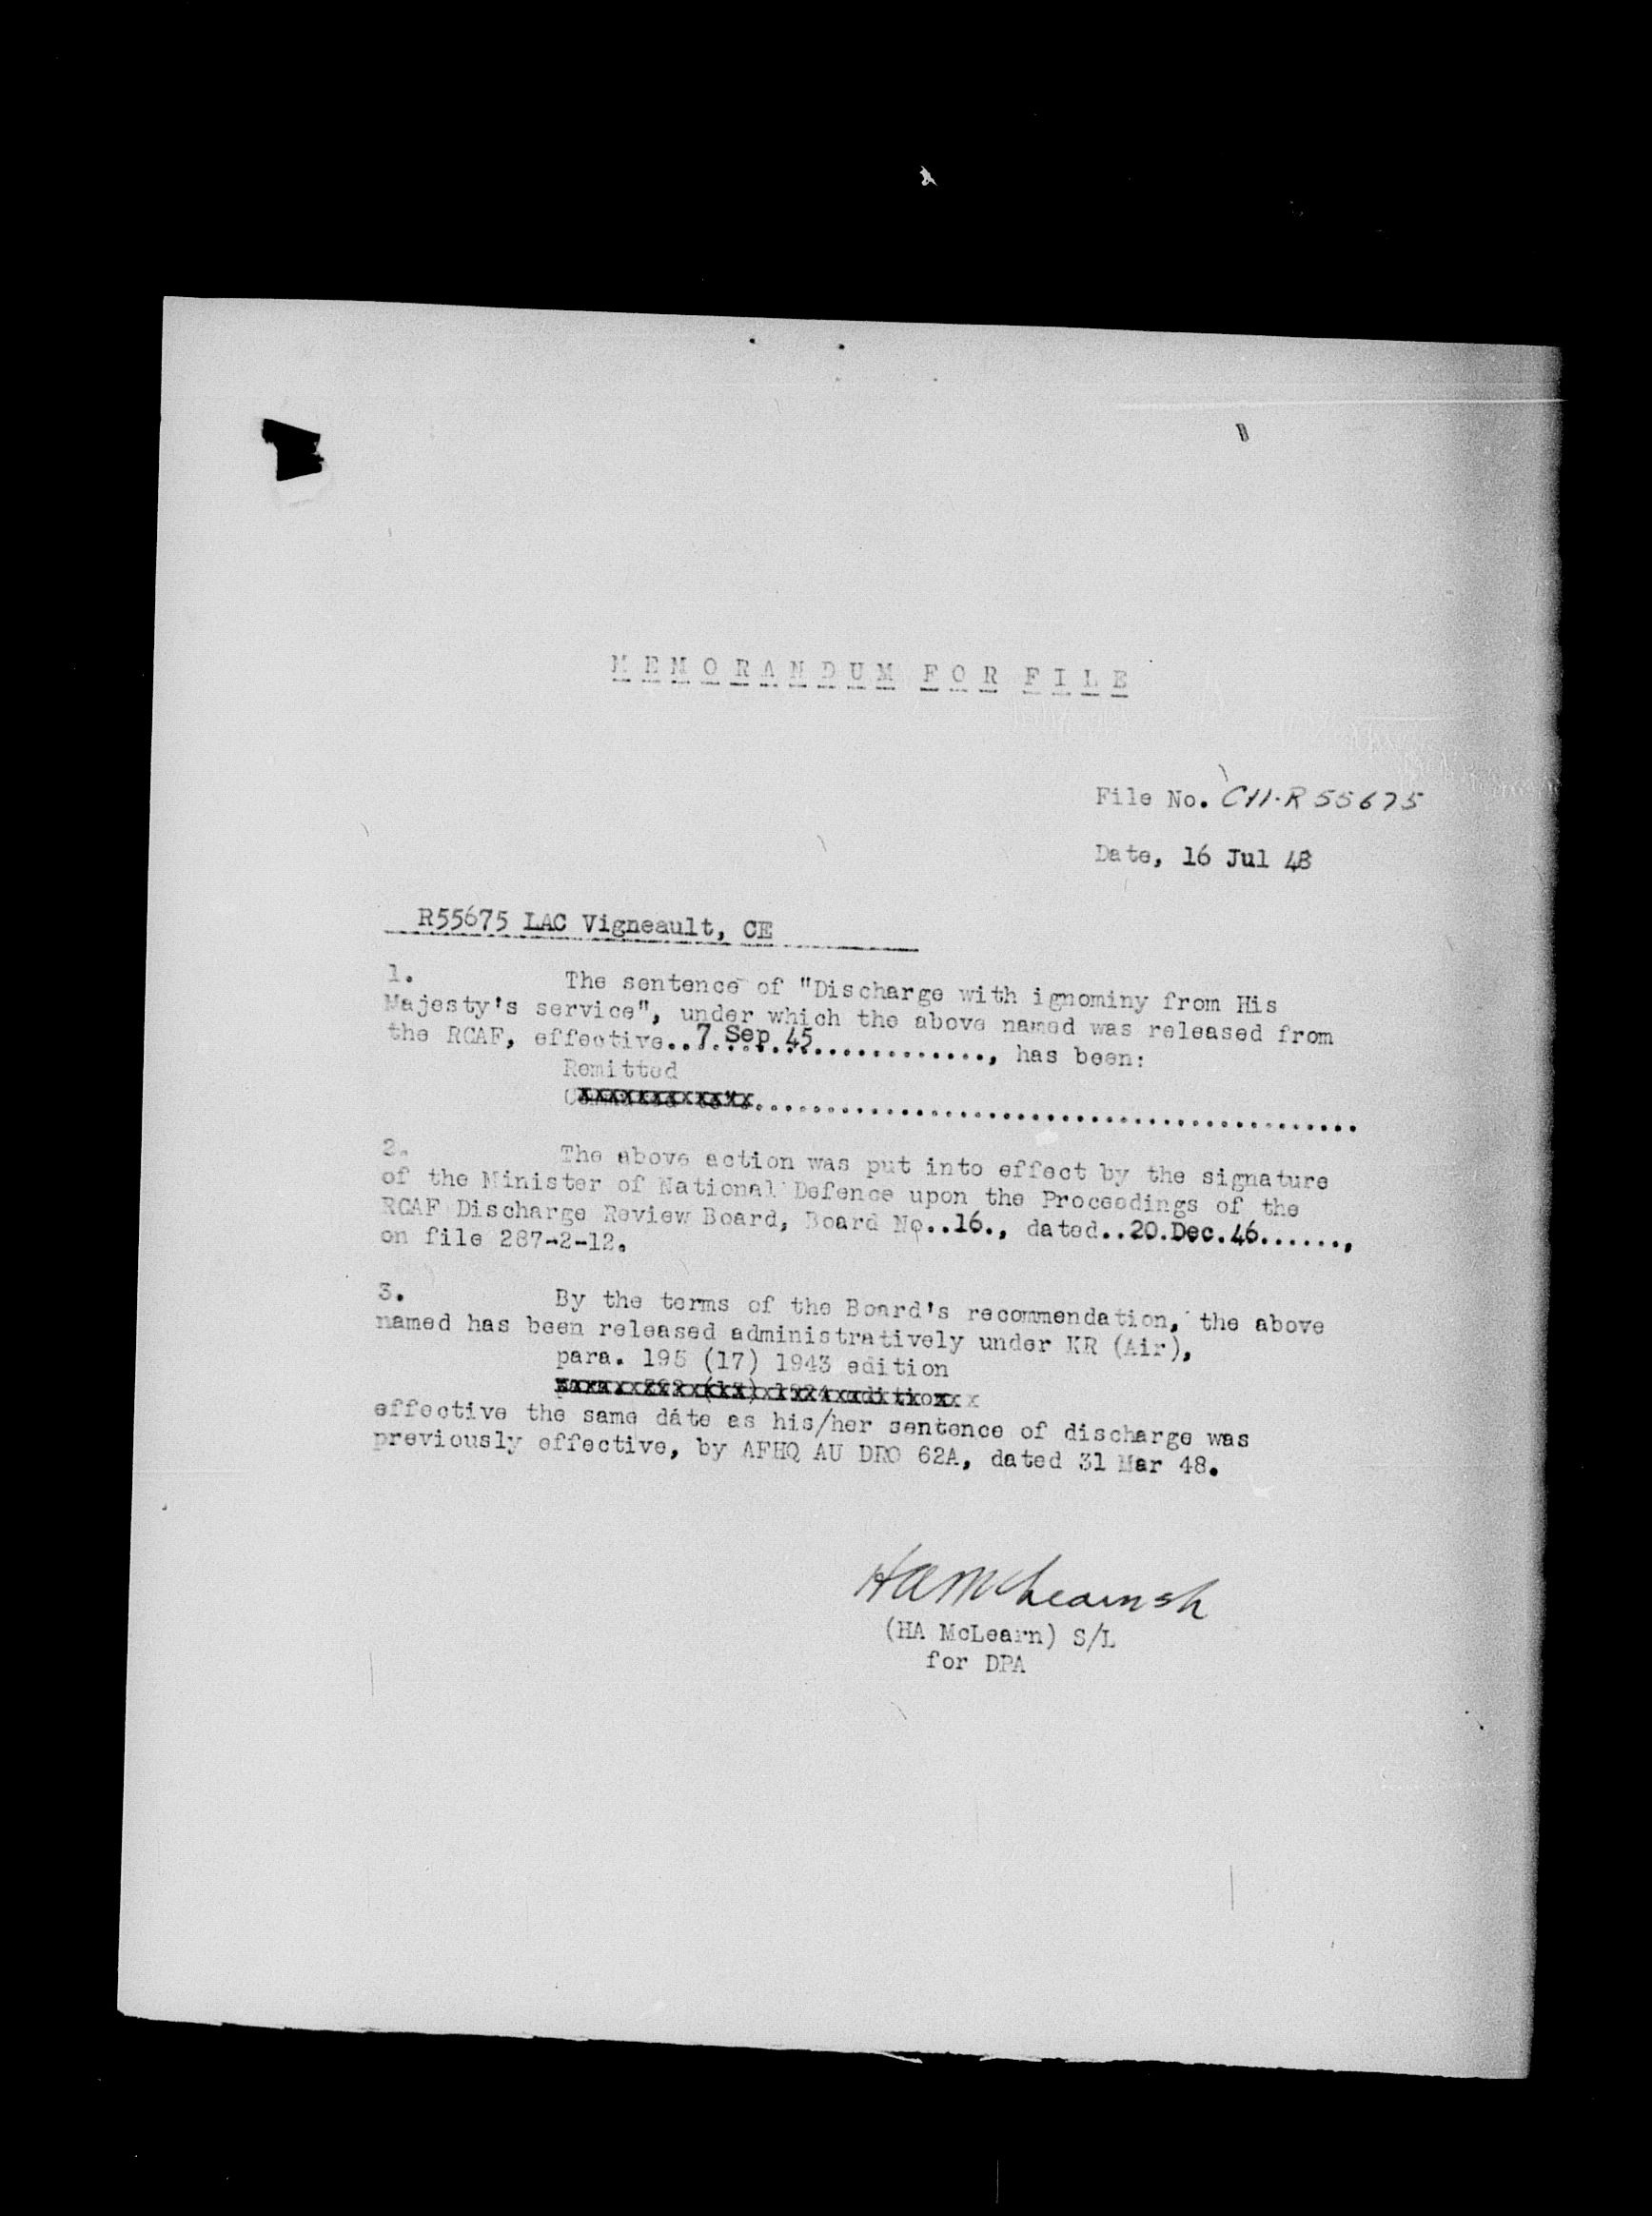 MEMORANDUM FOR FILE
File No. C11-R55675
Date, 16 Jul 48
R55675 LAC Vigneault, CE
1. The sentence of "Discharge with ignominy from His
Majesty's service", under which the above named was released from
the RCAF, effective..7 Sep 45..............., has been:
Remitted
2. The above action was put into effect by the signature
of the Minister of National Defence upon the Proceedings of the
RCAF Discharge Review Board, Board No..16., dated..20.Dec.46......,
on file 287-2-12.
3. By the terms of the Board's recommendation, the above
named has been released administratively under KR (Air),
para. 195 (17) 1943 edition
effective the same date as his/her sentence of discharge was
previously effective, by AFHQ AU DRO 62A, dated 31 Mar 48.
HA McLearn S/L
(HA McLearn) S/L
for DPA